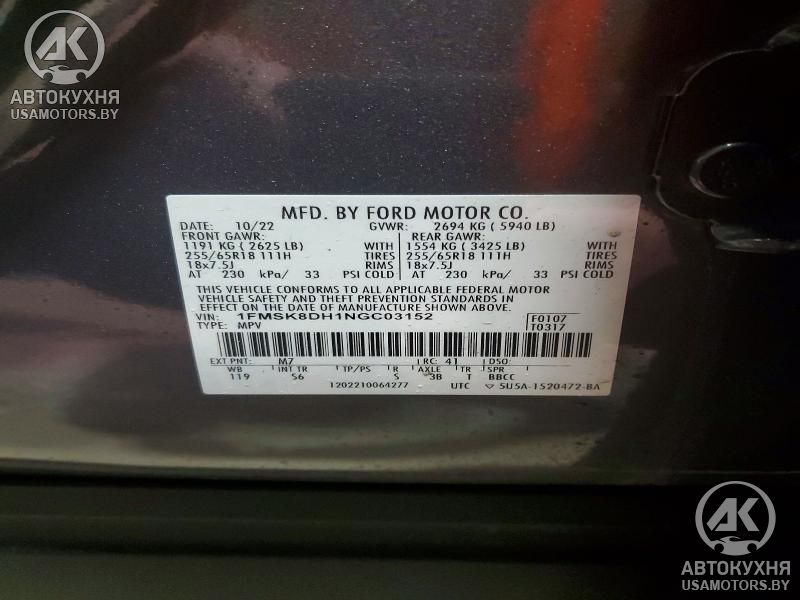 AK
АВТОКУХНЯ
USAMOTORS.BY
MFD. BY FORD MOTOR CO.
DATE: 10/22 GVWR: 2694 KG ( 5940 LB)
FRONT GAWR: REAR GAWR:
1191 KG ( 2625 LB) WITH 1554 KG ( 3425 LB) WITH
255/65R18 111H TIRES 255/65R18 111H TIRES
18x7.5J RIMS 18x7.5J RIMS
AT 230 kPa/ 33 PSI COLD AT 230 kPa/ 33 PSI COLD
THIS VEHICLE CONFORMS TO ALL APPLICABLE FEDERAL MOTOR
VEHICLE SAFETY AND THEFT PREVENTION STANDARDS IN
EFFECT ON THE DATE OF MANUFACTURE SHOWN ABOVE.
VIN: 1FMSK8DH1NGC03152 F0107
TYPE: MPV T0317
EXT PNT: M7 RC: 41 DSO:
WB INT TR TP/PS R AXLE TR SPR
119 S6 S 3B T BBCC
1202210064277 UTC ▽ 5U5A-1520472-BA
AK
АВТОКУХНЯ
USAMOTORS.BY